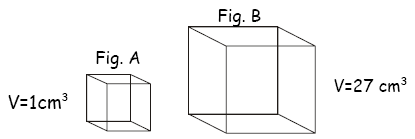 Fig. B
Fig. A
V=1cm³
V=27 cm³